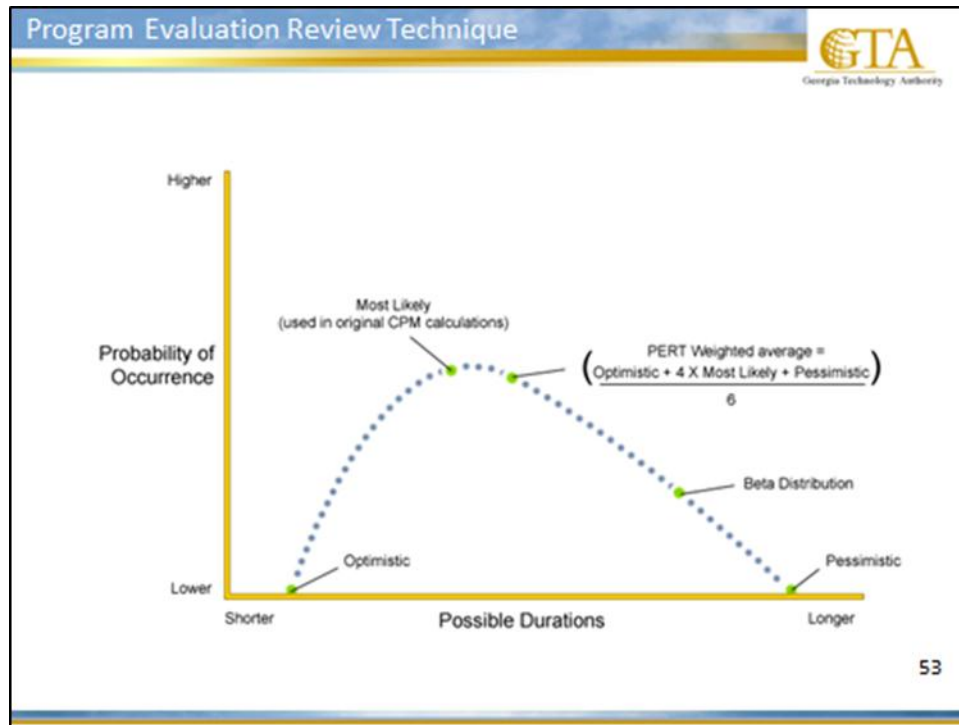 Program Evaluation Review Technique
GTA
Georgia Technology Authority
Higher
Most Likely
(used in original CPM calculations)
Probability of
Occurrence
(PERT Weighted average =
Optimistic + 4 X Most Likely + Pessimistic)
6
Beta Distribution
Optimistic
Pessimistic
Lower
Shorter
Possible Durations
Longer
53